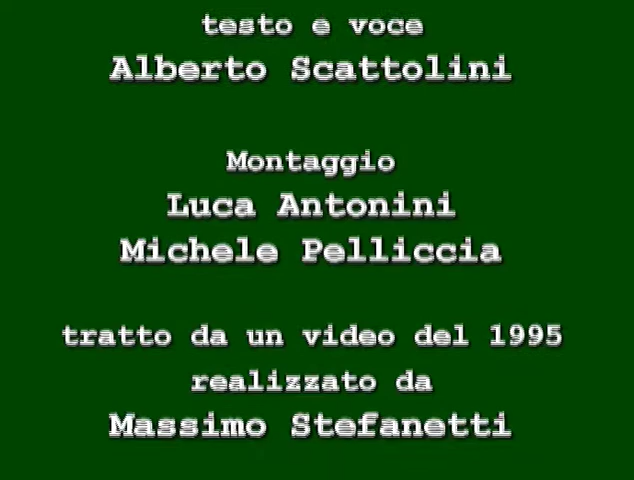 testo e voce
Alberto Scattolini
Montaggio
Luca Antonini
Michele Pelliccia
tratto da un video del 1995
realizzato da
Massimo Stefanetti